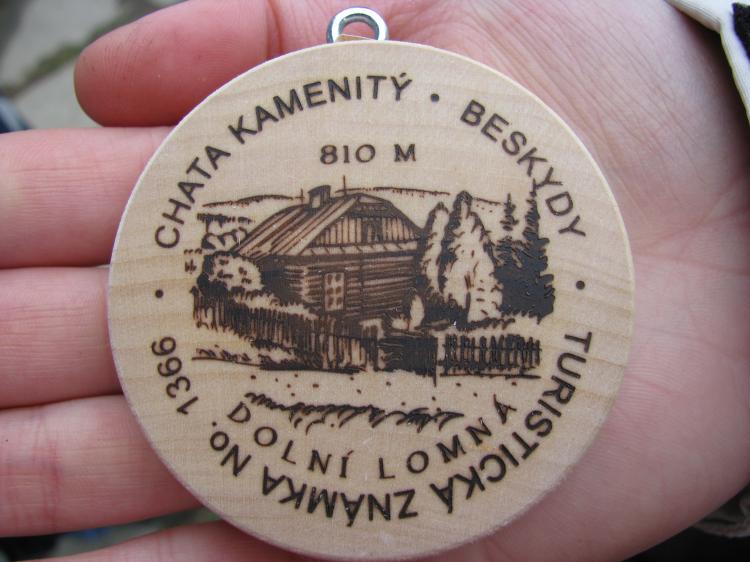 CHATA KAMENITÝ • BESKYDY •
810 M
DOLNÍ LOMNÁ
TURISTICKÁ ZNÁMKA NO. 1366 •